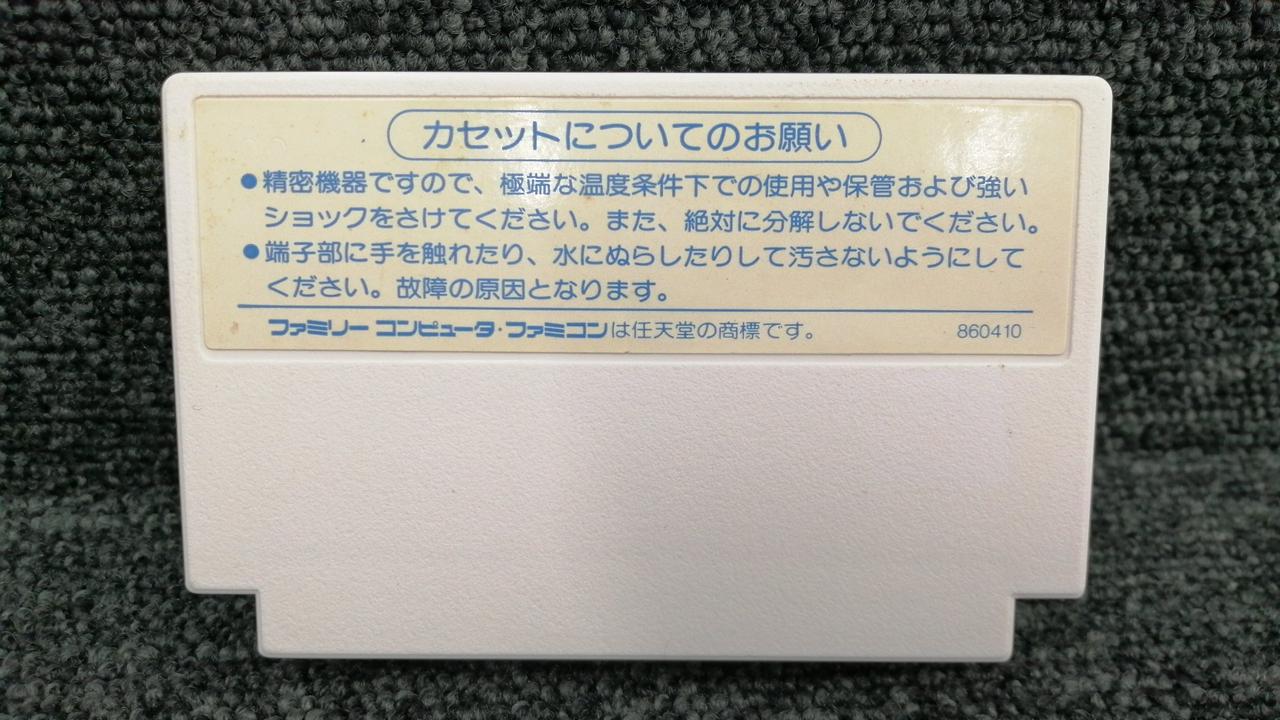 カセットについてのお願い
●精密機器ですので、極端な温度条件下での使用や保管および強い
ショックをさけてください。また、絶対に分解しないでください。
●端子部に手を触れたり、水にぬらしたりして汚さないようにして
ください。故障の原因となります。
ファミリー コンピュータ・ファミコンは任天堂の商標です。 860410